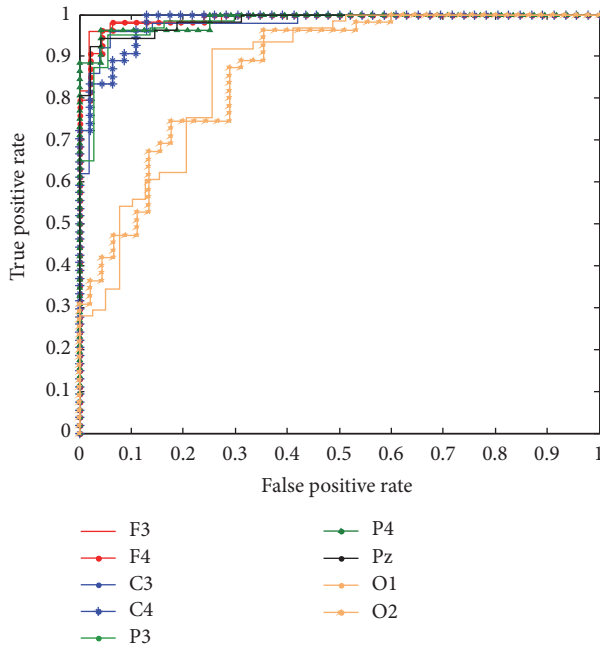 True positive rate
1
0.9
0.8
0.7
0.6
0.5
0.4
0.3
0.2
0.1
0
0 0.1 0.2 0.3 0.4 0.5 0.6 0.7 0.8 0.9 1
False positive rate
F3
F4
C3
C4
P3
P4
Pz
O1
O2